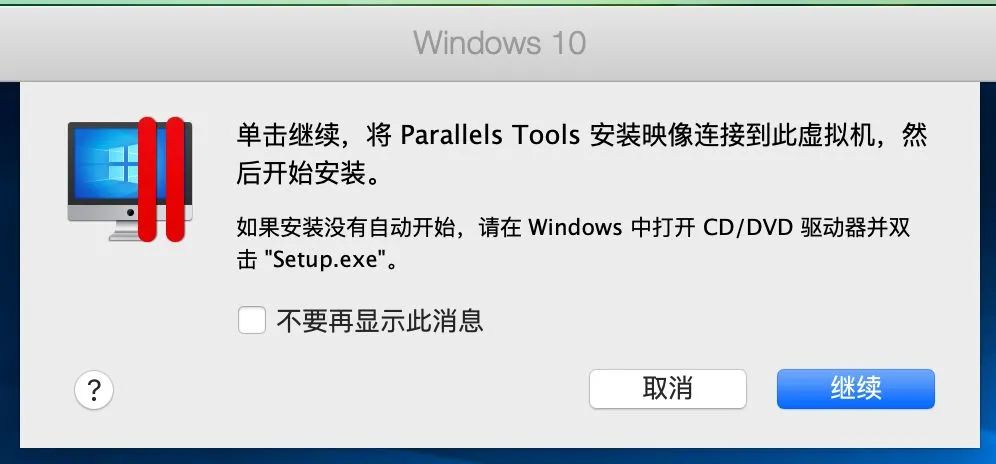 Windows 10
单击继续，将 Parallels Tools 安装映像连接到此虚拟机，然
后开始安装。
如果安装没有自动开始，请在 Windows 中打开 CD/DVD 驱动器并双
击 "Setup.exe"。
不要再显示此消息
?
取消
继续